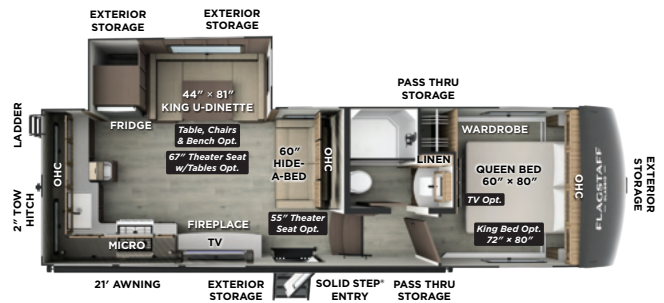 EXTERIOR
STORAGE
EXTERIOR
STORAGE
PASS THRU
STORAGE
LADDER
2" TOW
HITCH
FRIDGE
44" × 81"
KING U-DINETTE
Table, Chairs
& Bench Opt.
67" Theater Seat
w/Tables Opt.
60"
HIDE-
A-BED
OHC
OHC
WARDROBE
LINEN
QUEEN BED
60" × 80"
TV Opt.
King Bed Opt.
72" × 80"
OHC
FLAGSTAFF
EXTERIOR
STORAGE
FIREPLACE
TV
55" Theater
Seat Opt.
MICRO
21' AWNING
EXTERIOR
STORAGE
SOLID STEP®
ENTRY
PASS THRU
STORAGE